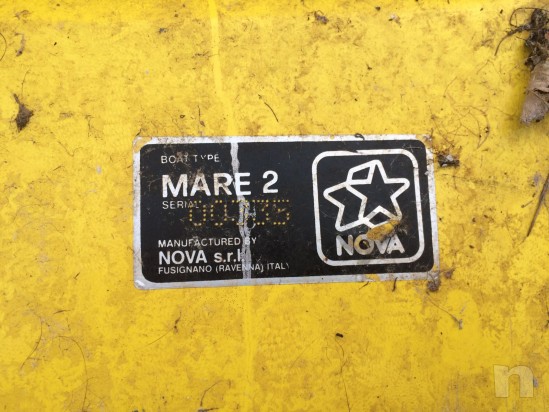 BOAT TYPE
MARE 2
SERIAL
MANUFACTURED BY
NOVA s.r.l.
FUSIGNANO (RAVENNA) ITALY
NOVA
n